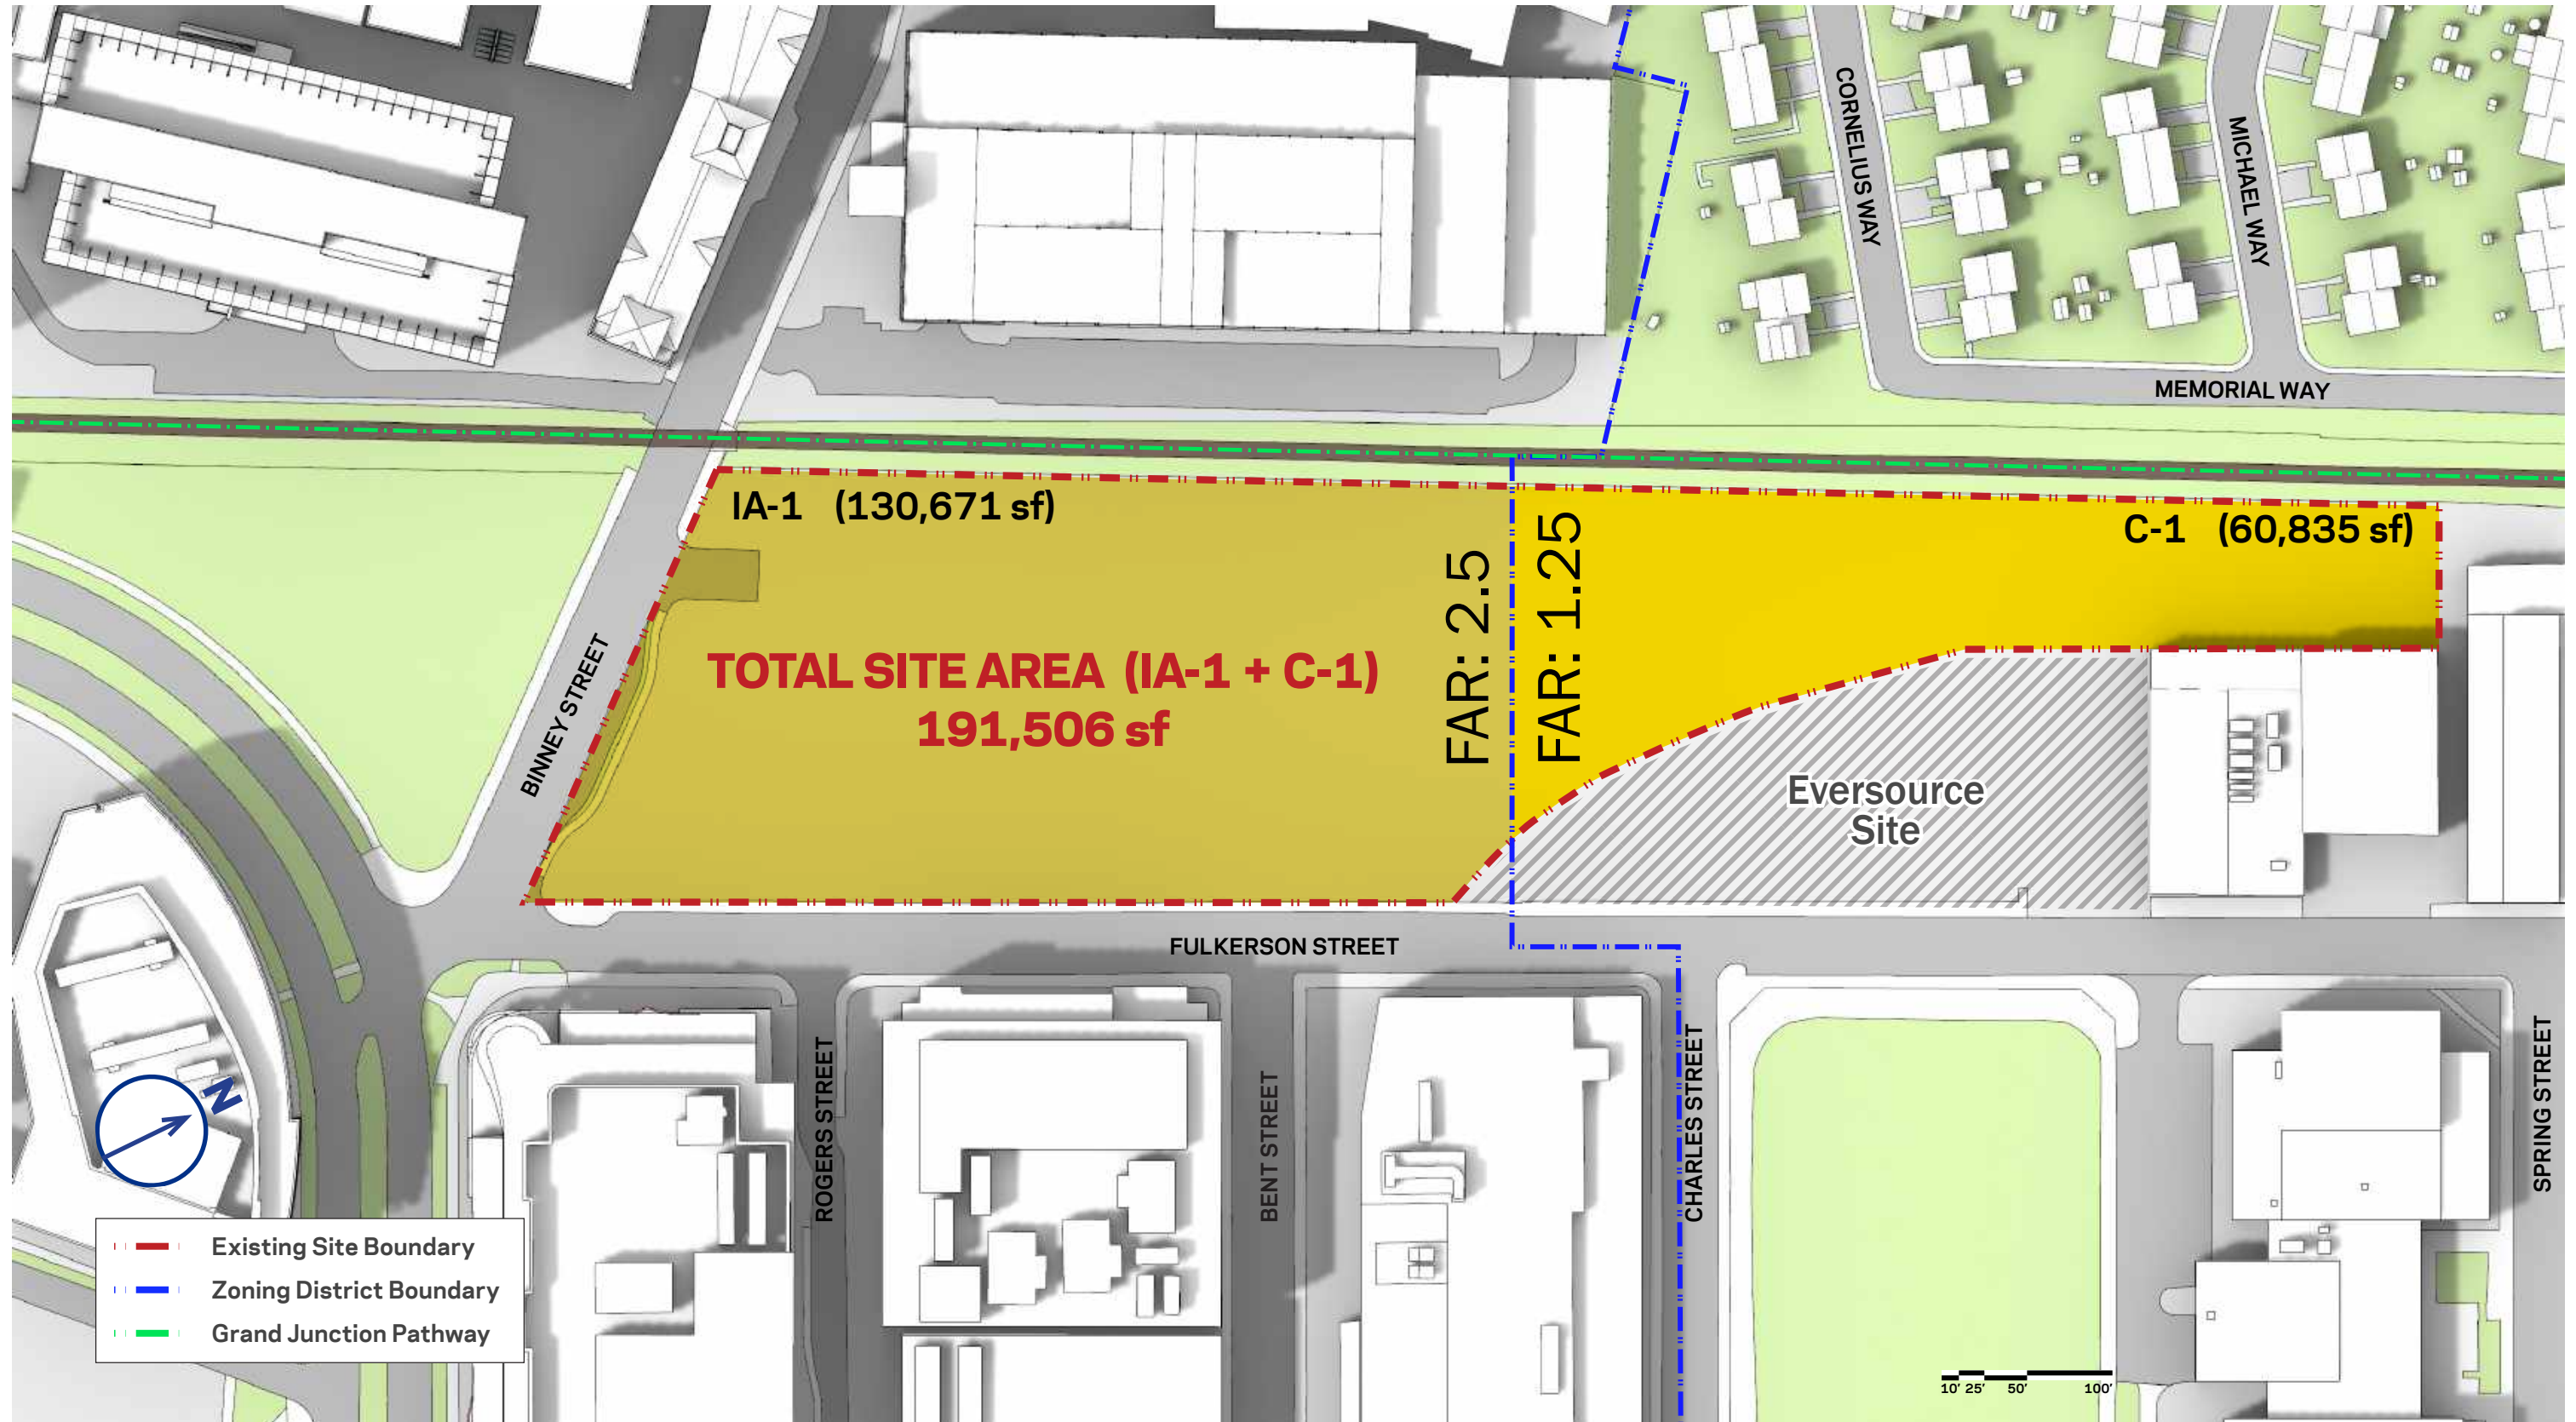 CORNELIUS WAY
MICHAEL WAY
MEMORIAL WAY
IA-1 (130,671 sf)
C-1 (60,835 sf)
FAR: 2.5
FAR: 1.25
TOTAL SITE AREA (IA-1 + C-1)
191,506 sf
BINNEY STREET
Eversource
Site
FULKERSON STREET
ROGERS STREET
BENT STREET
CHARLES STREET
SPRING STREET
N
Existing Site Boundary
Zoning District Boundary
Grand Junction Pathway
10' 25' 50' 100'